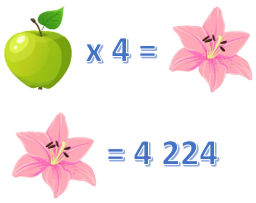 x 4 =
= 4 224